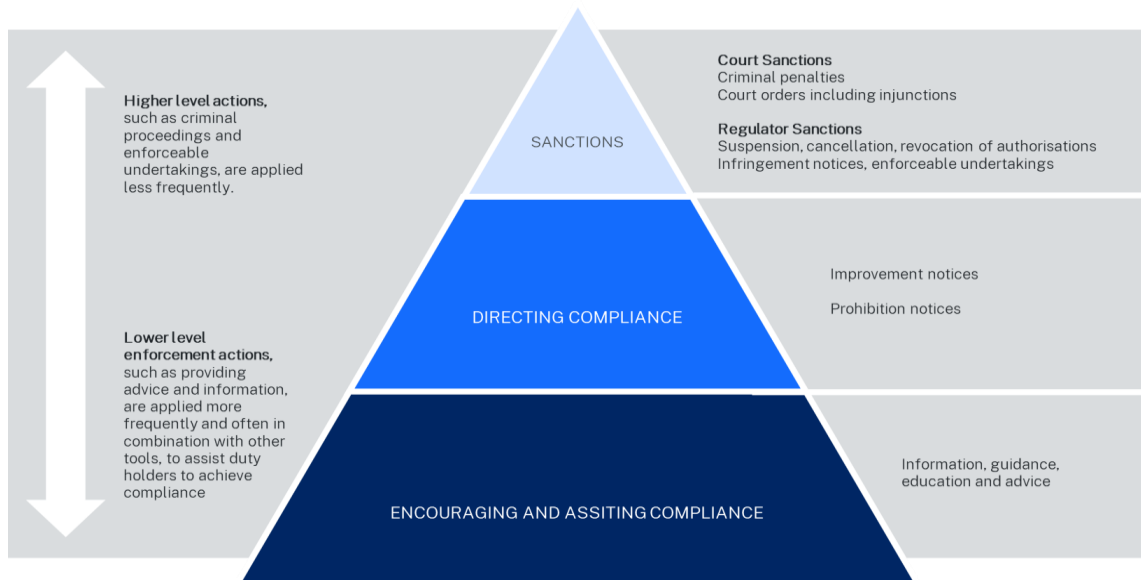 Higher level actions,
such as criminal
proceedings and
enforceable
undertakings, are applied
less frequently.
Lower level
enforcement actions,
such as providing
advice and information,
are applied more
frequently and often in
combination with other
tools, to assist duty
holders to achieve
compliance
SANCTIONS
DIRECTING COMPLIANCE
ENCOURAGING AND ASSITING COMPLIANCE
Court Sanctions
Criminal penalties
Court orders including injunctions
Regulator Sanctions
Suspension, cancellation, revocation of authorisations
Infringement notices, enforceable undertakings
Improvement notices
Prohibition notices
Information, guidance,
education and advice